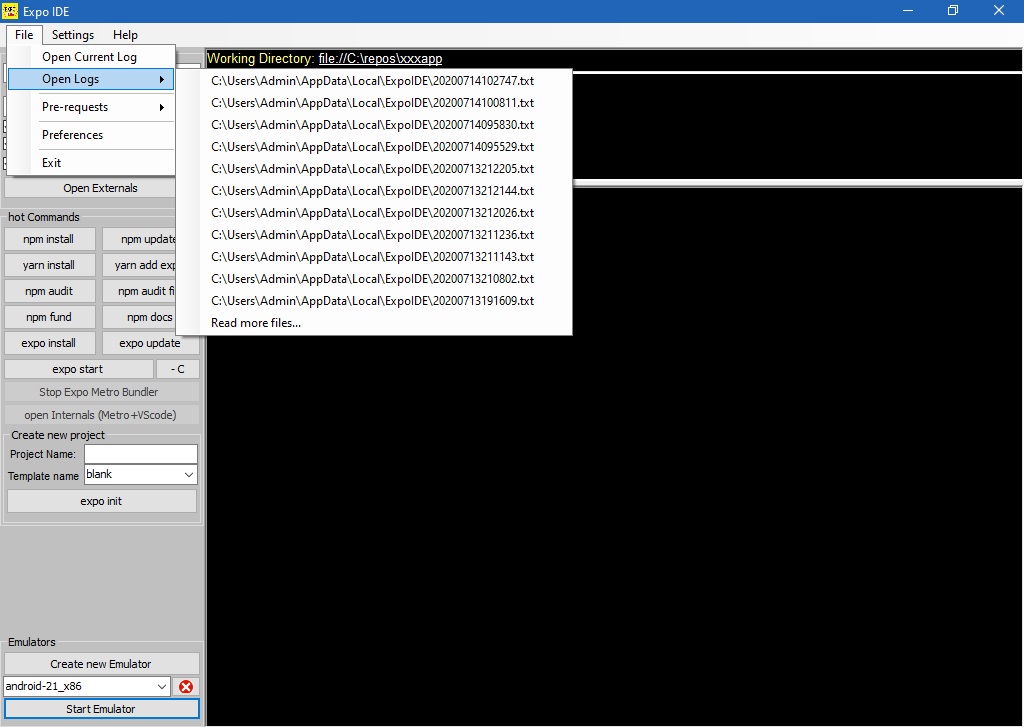 Expo IDE
File Settings Help
Open Current Log
Open Logs
Pre-requests
Preferences
Exit
Working Directory: file://C:\repos\xxxapp
C:\Users\Admin\AppData\Local\ExpoIDE\20200714102747.txt
C:\Users\Admin\AppData\Local\ExpoIDE\20200714100811.txt
C:\Users\Admin\AppData\Local\ExpoIDE\20200714095830.txt
C:\Users\Admin\AppData\Local\ExpoIDE\20200714095529.txt
C:\Users\Admin\AppData\Local\ExpoIDE\20200713212205.txt
C:\Users\Admin\AppData\Local\ExpoIDE\20200713212144.txt
C:\Users\Admin\AppData\Local\ExpoIDE\20200713212026.txt
C:\Users\Admin\AppData\Local\ExpoIDE\20200713211236.txt
C:\Users\Admin\AppData\Local\ExpoIDE\20200713211143.txt
C:\Users\Admin\AppData\Local\ExpoIDE\20200713210802.txt
C:\Users\Admin\AppData\Local\ExpoIDE\20200713191609.txt
Read more files...
Open Externals
hot Commands
npm install npm update
yarn install yarn add
npm audit npm audit
npm fund npm docs
expo install expo update
expo start - C
Stop Expo Metro Bundler
open Internals (Metro+VScode)
Create new project
Project Name:
Template name blank
expo init
Emulators
Create new Emulator
android-21_x86
Start Emulator